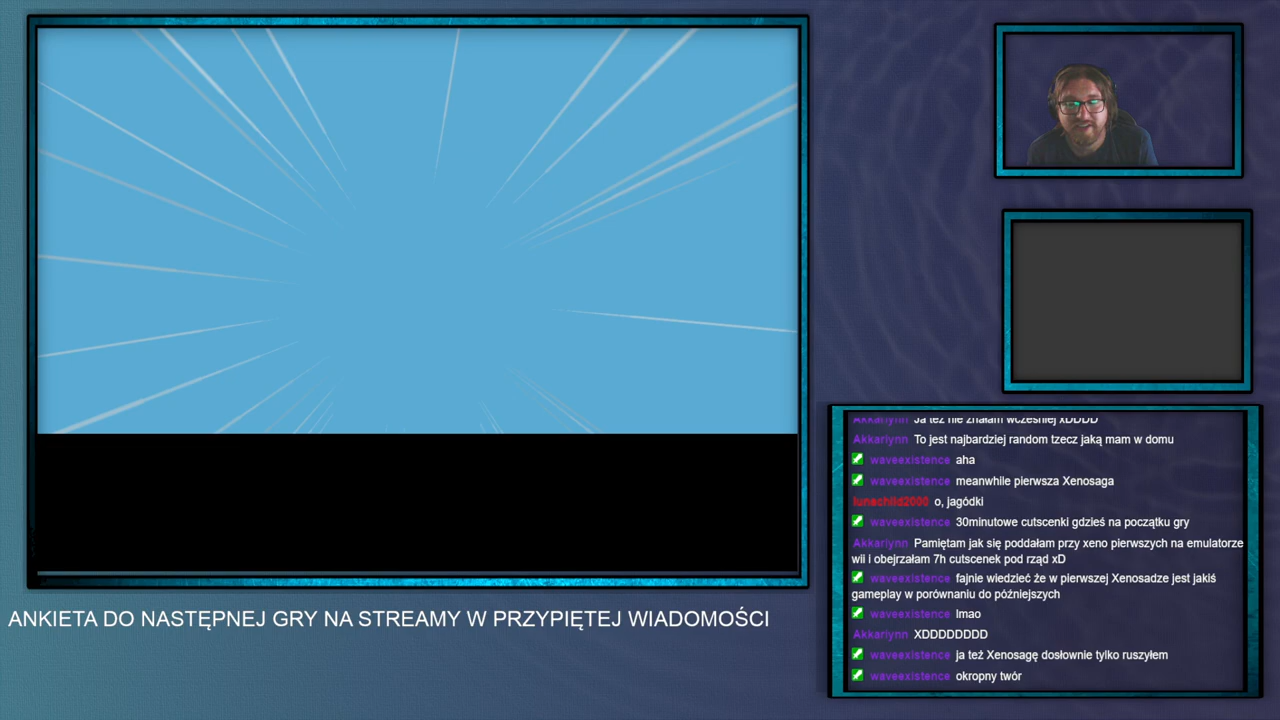 Akkarlynn Ja też nie znałam wcześniej xDDDD
Akkarlynn To jest najbardziej random tzecz jaką mam w domu
waveexistence aha
waveexistence meanwhile pierwsza Xenosaga
lunachild2000 o, jagódki
waveexistence 30minutowe cutscenki gdzieś na początku gry
Akkarlynn Pamiętam jak się poddałam przy xeno pierwszych na emulatorze
wii i obejrzałam 7h cutscenek pod rząd xD
waveexistence fajnie wiedzieć że w pierwszej Xenosadze jest jakiś
gameplay w porównaniu do późniejszych
waveexistence lmao
Akkarlynn XDDDDDDDD
waveexistence ja też Xenosagę dosłownie tylko ruszyłem
waveexistence okropny twór
ANKIETA DO NASTĘPNEJ GRY NA STREAMY W PRZYPIĘTEJ WIADOMOŚCI